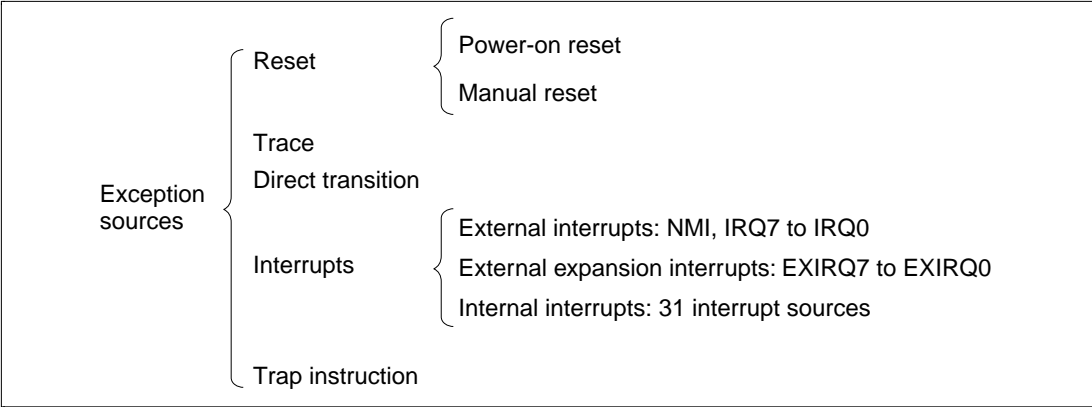 Exception
sources
Reset
Power-on reset
Manual reset
Trace
Direct transition
Interrupts
External interrupts: NMI, IRQ7 to IRQ0
External expansion interrupts: EXIRQ7 to EXIRQ0
Internal interrupts: 31 interrupt sources
Trap instruction